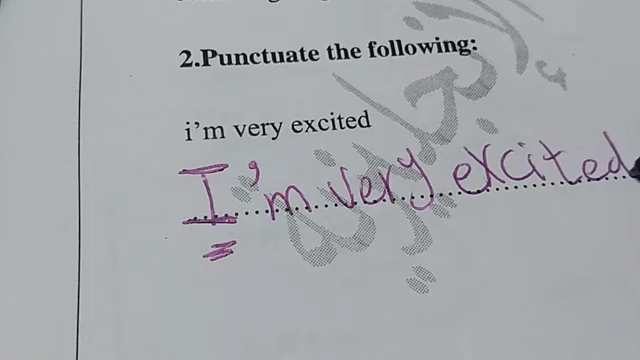 2.Punctuate the following:
i'm very excited
I'm very excited